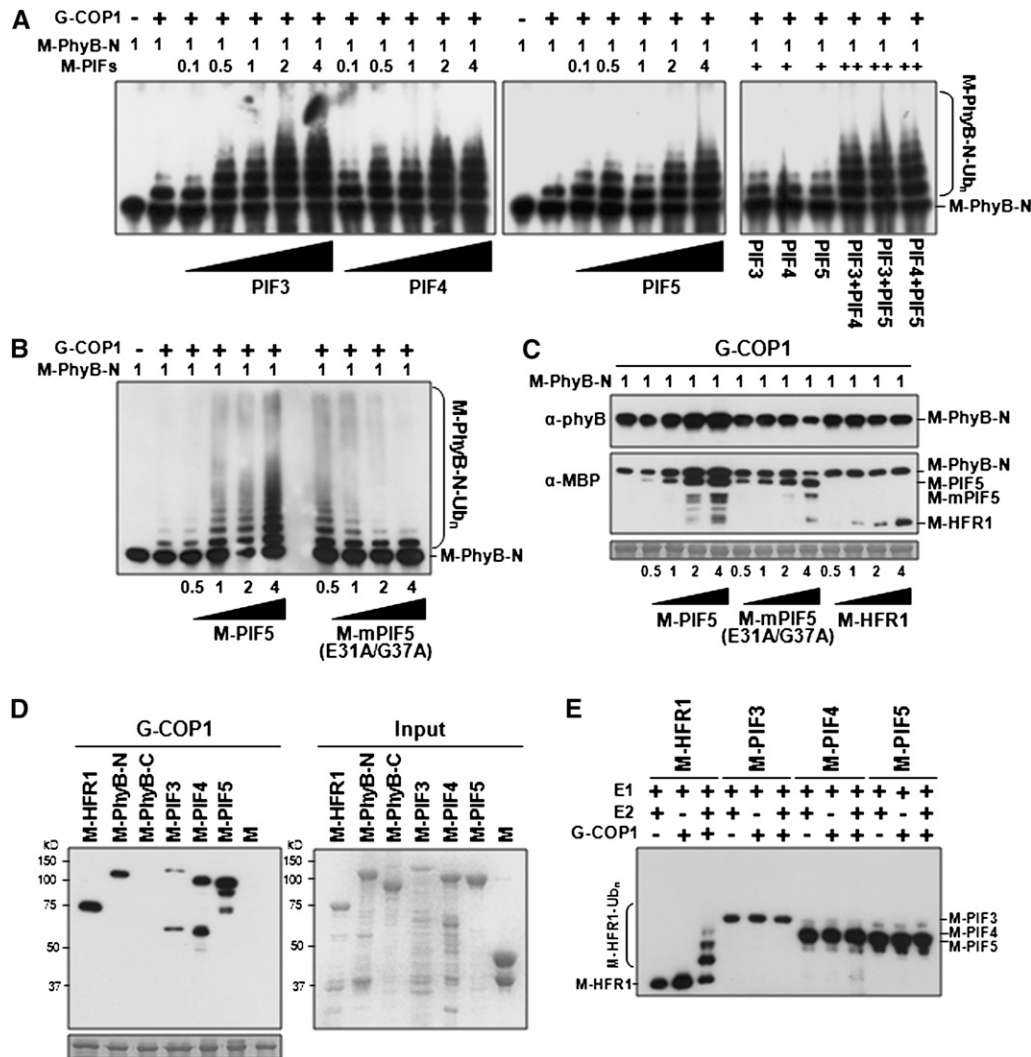 A
G-COP1 - + + + + + + + + + + + - + + + + + + + + + + + +
M-PhyB-N 1 1 1 1 1 1 1 1 1 1 1 1 1 1 1 1 1 1 1 1 1 1 1 1 1
M-PIFs 0.1 0.5 1 2 4 0.1 0.5 1 2 4 0.1 0.5 1 2 4 + + + ++ ++ ++
M-PhyB-N-Ubn
M-PhyB-N
PIF3 PIF4 PIF5
PIF3 PIF4 PIF5 PIF3+PIF4 PIF3+PIF5 PIF4+PIF5
B
G-COP1 - + + + + + + + + +
M-PhyB-N 1 1 1 1 1 1 1 1 1 1
M-PhyB-N-Ubn
M-PhyB-N
0.5 1 2 4 0.5 1 2 4
M-PIF5 M-mPIF5
(E31A/G37A)
C
G-COP1
M-PhyB-N 1 1 1 1 1 1 1 1 1 1 1 1 1
α-phyB M-PhyB-N
α-MBP M-PhyB-N
M-PIF5
M-mPIF5
M-HFR1
0.5 1 2 4 0.5 1 2 4 0.5 1 2 4
M-PIF5 M-mPIF5 M-HFR1
(E31A/G37A)
D
G-COP1 Input
M-HFR1 M-PhyB-N M-PhyB-C M-PIF3 M-PIF4 M-PIF5 M
M-HFR1 M-PhyB-N M-PhyB-C M-PIF3 M-PIF4 M-PIF5 M
kD kD
150 150
100 100
75 75
50 50
37 37
E
M-HFR1 M-PIF3 M-PIF4 M-PIF5
E1 + + + + + + + + + + + +
E2 + - + + - + + - + + - +
G-COP1 - + + - + + - + + - + +
M-HFR1-Ubn
M-HFR1
M-PIF3
M-PIF4
M-PIF5